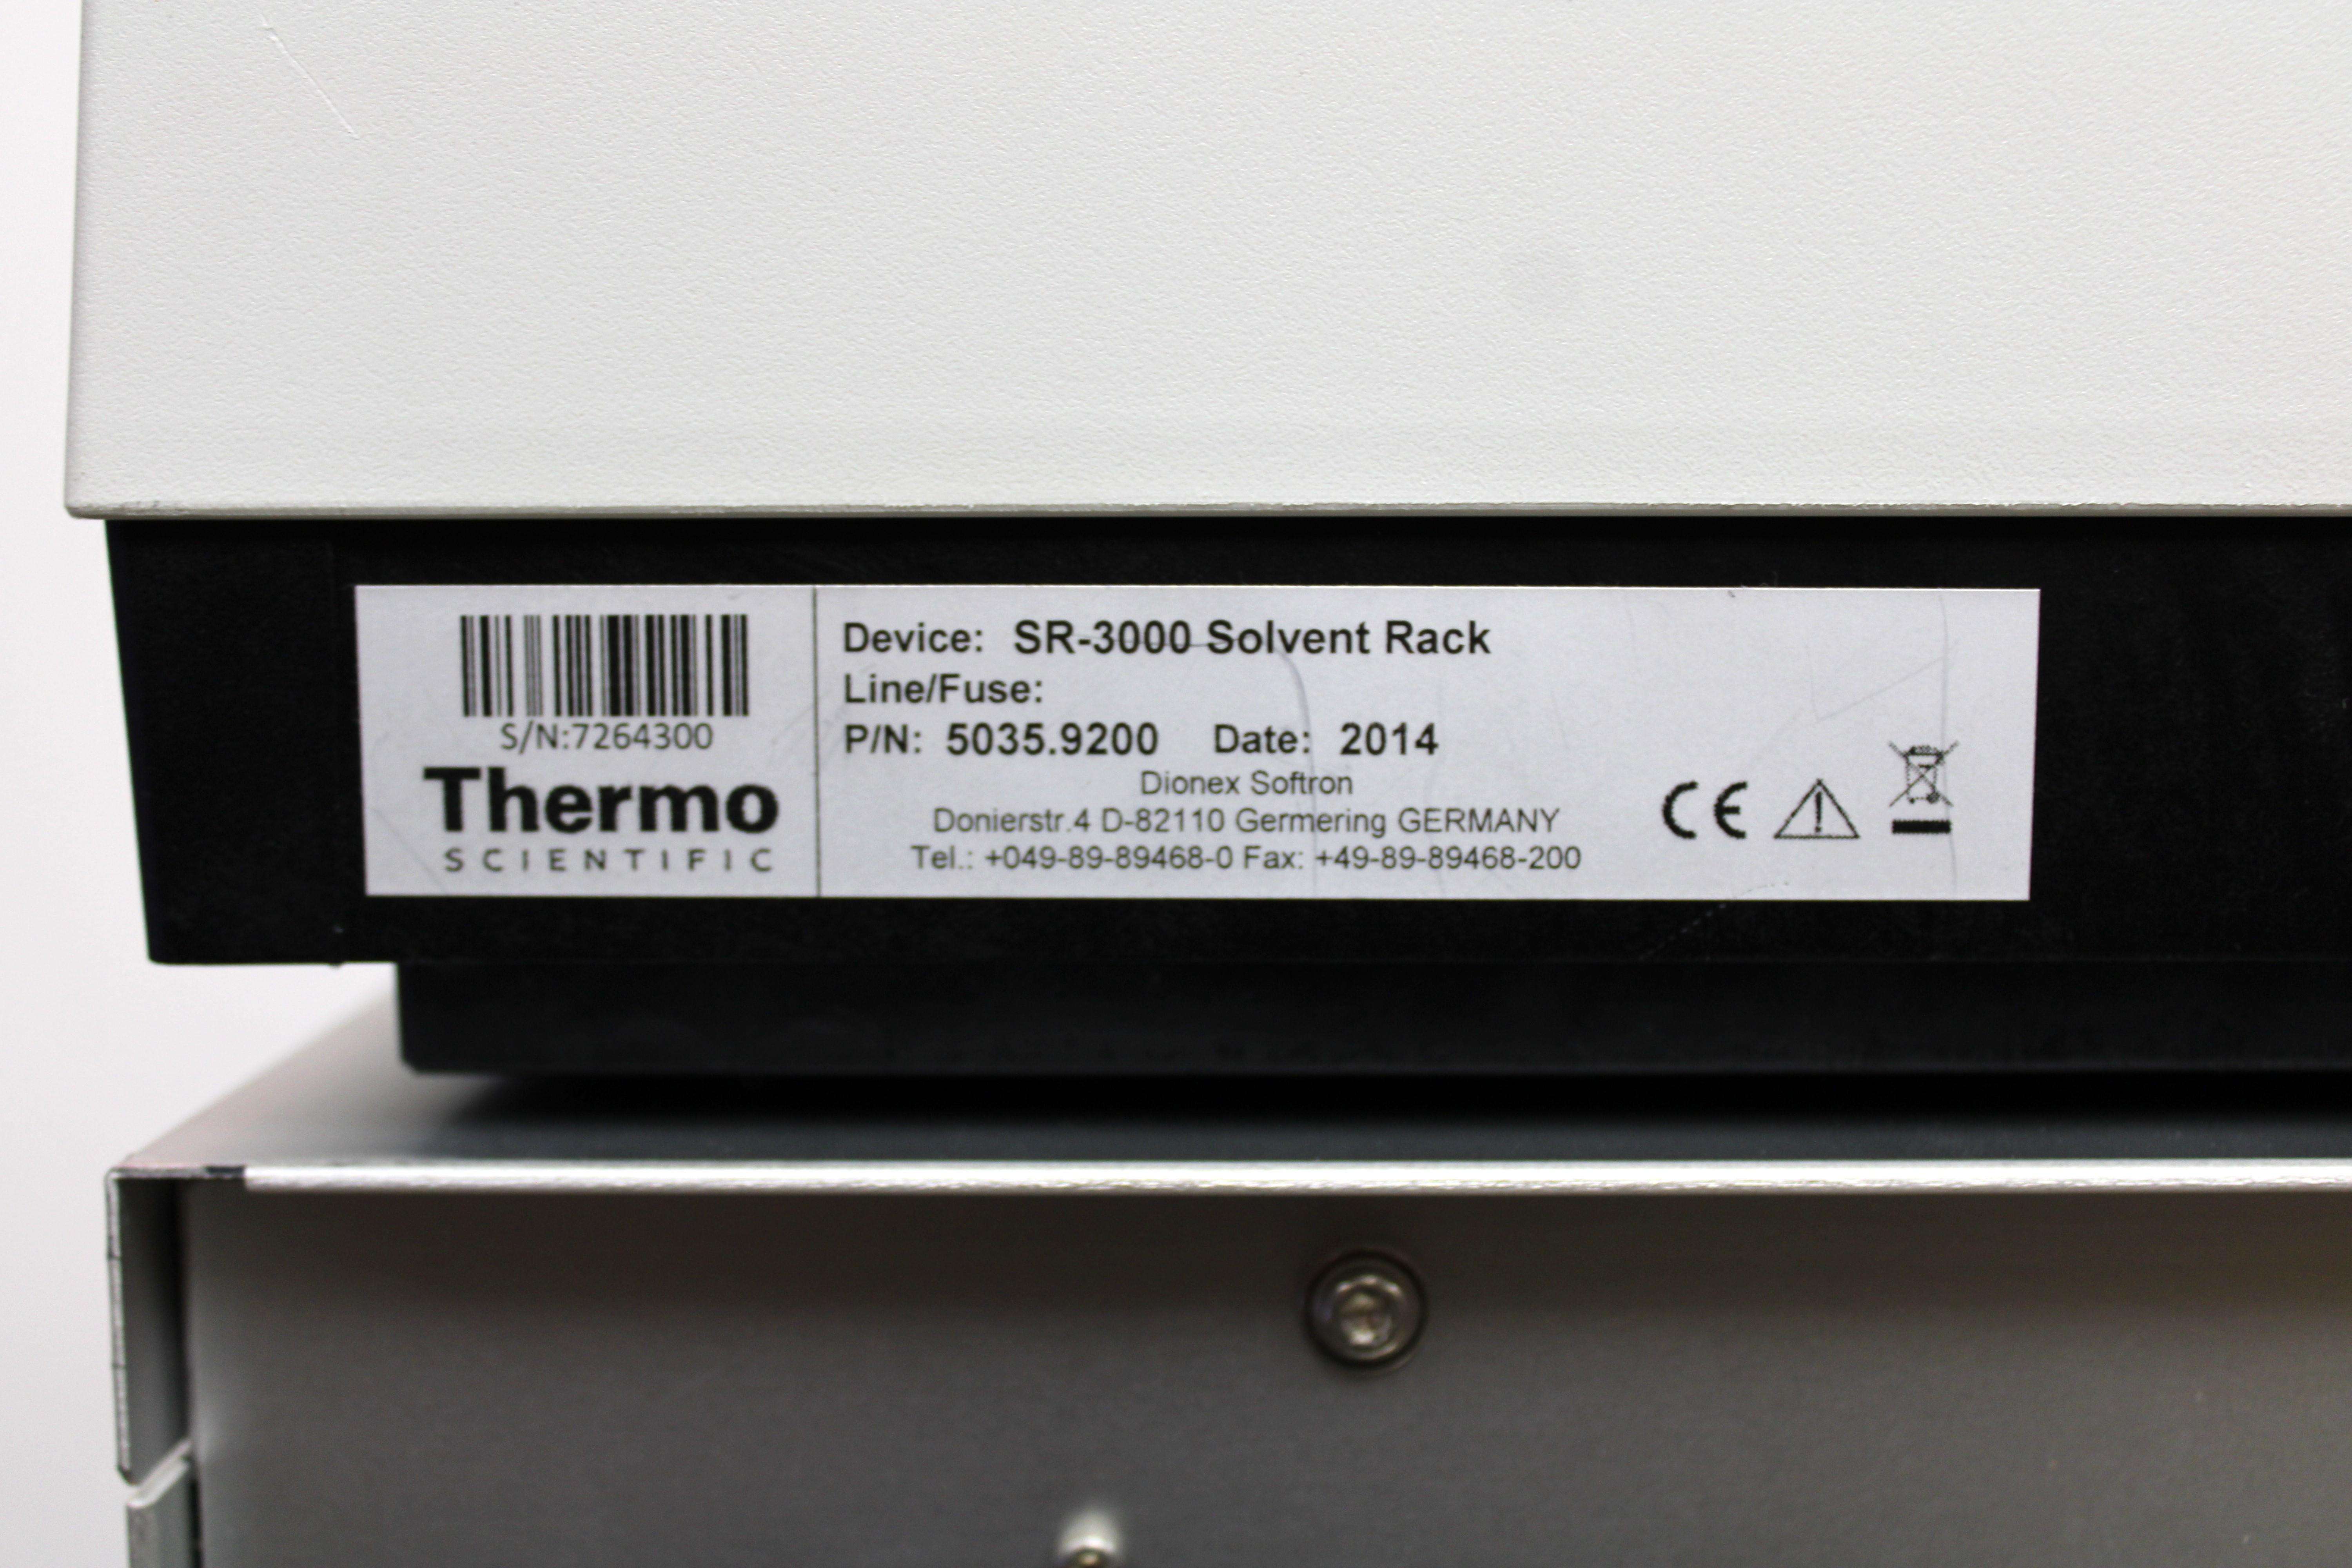 S/N:7264300
Thermo
SCIENTIFIC
Device: SR-3000 Solvent Rack
Line/Fuse:
P/N: 5035.9200 Date: 2014
Dionex Softron
Donierstr.4 D-82110 Germering GERMANY
Tel.: +049-89-89468-0 Fax: +49-89-89468-200
CE